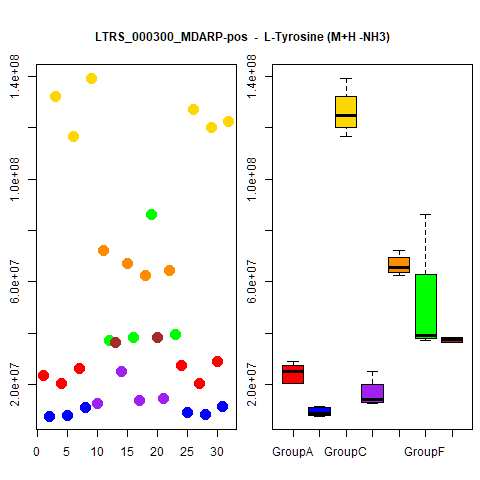 LTRS_000300_MDARP-pos - L-Tyrosine (M+H -NH3)
1.4e+08
1.0e+08
6.0e+07
2.0e+07
0 5 10 15 20 25 30
1.4e+08
1.0e+08
6.0e+07
2.0e+07
GroupA GroupC GroupF